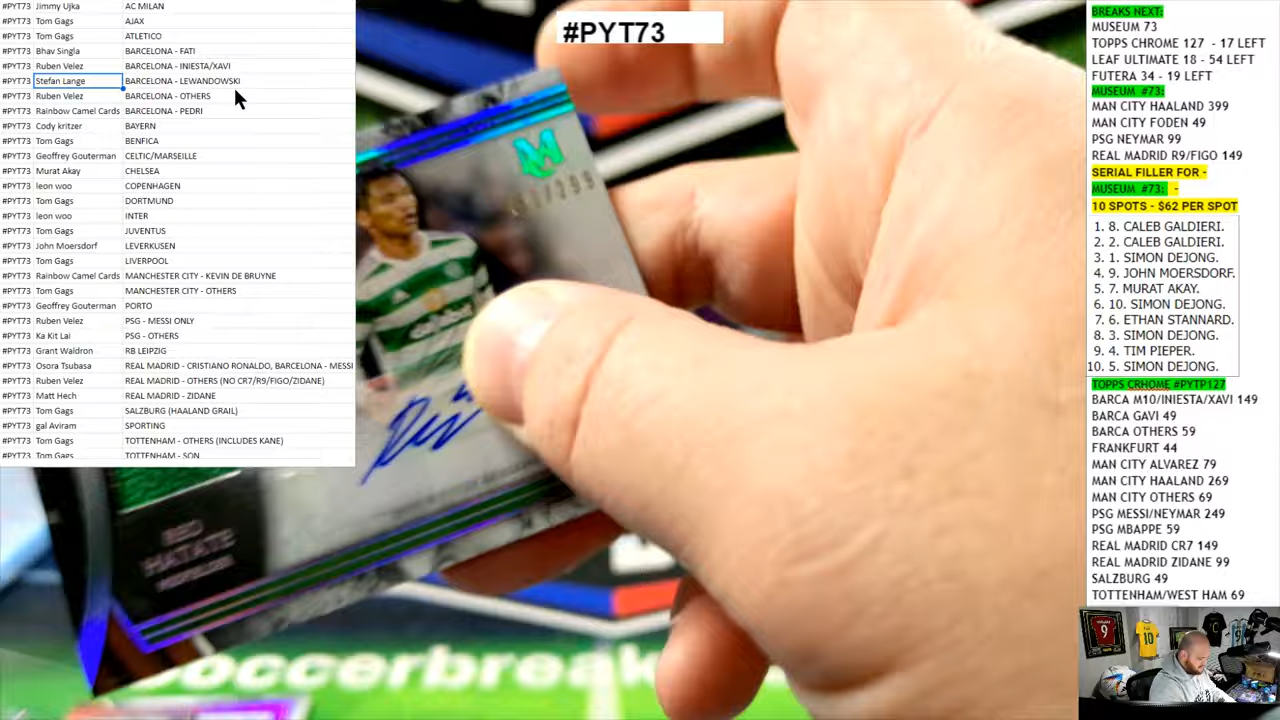 #PYT73 Jimmy Ujka AC MILAN
#PYT73 Tom Gags AJAX
#PYT73 Tom Gags ATLETICO
#PYT73 Bhav Singla BARCELONA - FATI
#PYT73 Ruben Velez BARCELONA - INIESTA/XAVI
#PYT73 Stefan Lange BARCELONA - LEWANDOWSKI
#PYT73 Ruben Velez BARCELONA - OTHERS
#PYT73 Rainbow Camel Cards BARCELONA - PEDRI
#PYT73 Cody kritzer BAYERN
#PYT73 Tom Gags BENFICA
#PYT73 Geoffrey Gouterman CELTIC/MARSEILLE
#PYT73 Murat Akay CHELSEA
#PYT73 leon woo COPENHAGEN
#PYT73 Tom Gags DORTMUND
#PYT73 leon woo INTER
#PYT73 Tom Gags JUVENTUS
#PYT73 John Moersdorf LEVERKUSEN
#PYT73 Tom Gags LIVERPOOL
#PYT73 Rainbow Camel Cards MANCHESTER CITY - KEVIN DE BRUYNE
#PYT73 Tom Gags MANCHESTER CITY - OTHERS
#PYT73 Geoffrey Gouterman PORTO
#PYT73 Ruben Velez PSG - MESSI ONLY
#PYT73 Ka Kit Lai PSG - OTHERS
#PYT73 Grant Waldron RB LEIPZIG
#PYT73 Osora Tsubasa REAL MADRID - CRISTIANO RONALDO, BARCELONA - MESSI
#PYT73 Ruben Velez REAL MADRID - OTHERS (NO CR7/R9/FIGO/ZIDANE)
#PYT73 Matt Hech REAL MADRID - ZIDANE
#PYT73 Tom Gags SALZBURG (HAALAND GRAIL)
#PYT73 gal Aviram SPORTING
#PYT73 Tom Gags TOTTENHAM - OTHERS (INCLUDES KANE)
#PYT73 Tom Gags TOTTENHAM - SON
#PYT73
M
REO
HATATE
soccerbreak
BREAKS NEXT:
MUSEUM 73
TOPPS CHROME 127 - 17 LEFT
LEAF ULTIMATE 18 - 54 LEFT
FUTERA 34 - 19 LEFT
MUSEUM #73:
MAN CITY HAALAND 399
MAN CITY FODEN 49
PSG NEYMAR 99
REAL MADRID R9/FIGO 149
SERIAL FILLER FOR -
MUSEUM #73: -
10 SPOTS - $62 PER SPOT
1. 8. CALEB GALDIERI.
2. 2. CALEB GALDIERI.
3. 1. SIMON DEJONG.
4. 9. JOHN MOERSDORF.
5. 7. MURAT AKAY.
6. 10. SIMON DEJONG.
7. 6. ETHAN STANNARD.
8. 3. SIMON DEJONG.
9. 4. TIM PIEPER.
10. 5. SIMON DEJONG.
TOPPS CRHOME #PYTP127
BARCA M10/INIESTA/XAVI 149
BARCA GAVI 49
BARCA OTHERS 59
FRANKFURT 44
MAN CITY ALVAREZ 79
MAN CITY HAALAND 269
MAN CITY OTHERS 69
PSG MESSI/NEYMAR 249
PSG MBAPPE 59
REAL MADRID CR7 149
REAL MADRID ZIDANE 99
SALZBURG 49
TOTTENHAM/WEST HAM 69
9
10